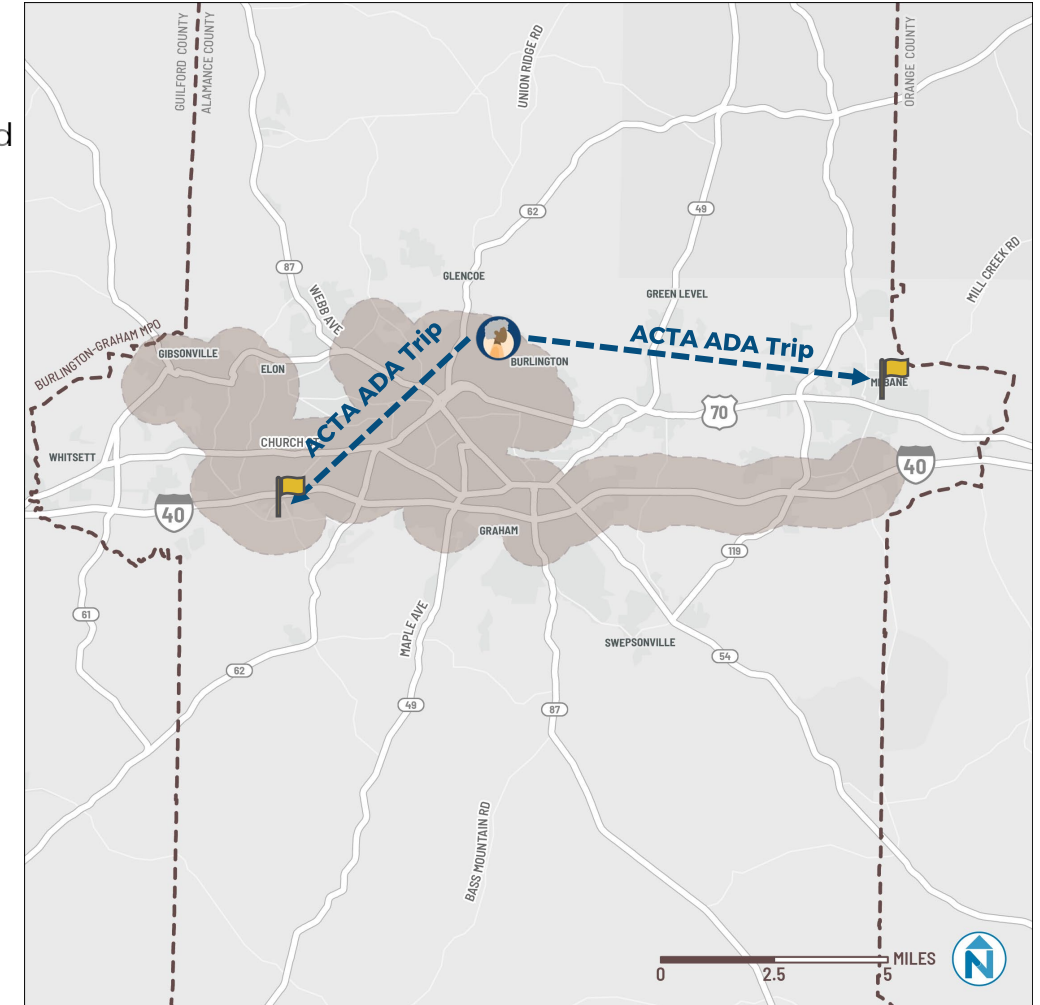 d
GUILFORD COUNTY
ALAMANCE COUNTY
UNION RIDGE RD
ORANGE COUNTY
62
49
MILL CREEK RD
87
GLENCOE
WEBB AVE
GREEN LEVEL
BURLINGTON-GRAHAM MPO
GIBSONVILLE
ELON
ACTA ADA Trip
BURLINGTON
ACTA ADA Trip
70
CHURCH
WHITSETT
40
40
GRAHAM
119
61
MAPLE AVE
SWEPSONVILLE
54
62
49
87
BASS MOUNTAIN RD
MILES
0
2.5
5
N